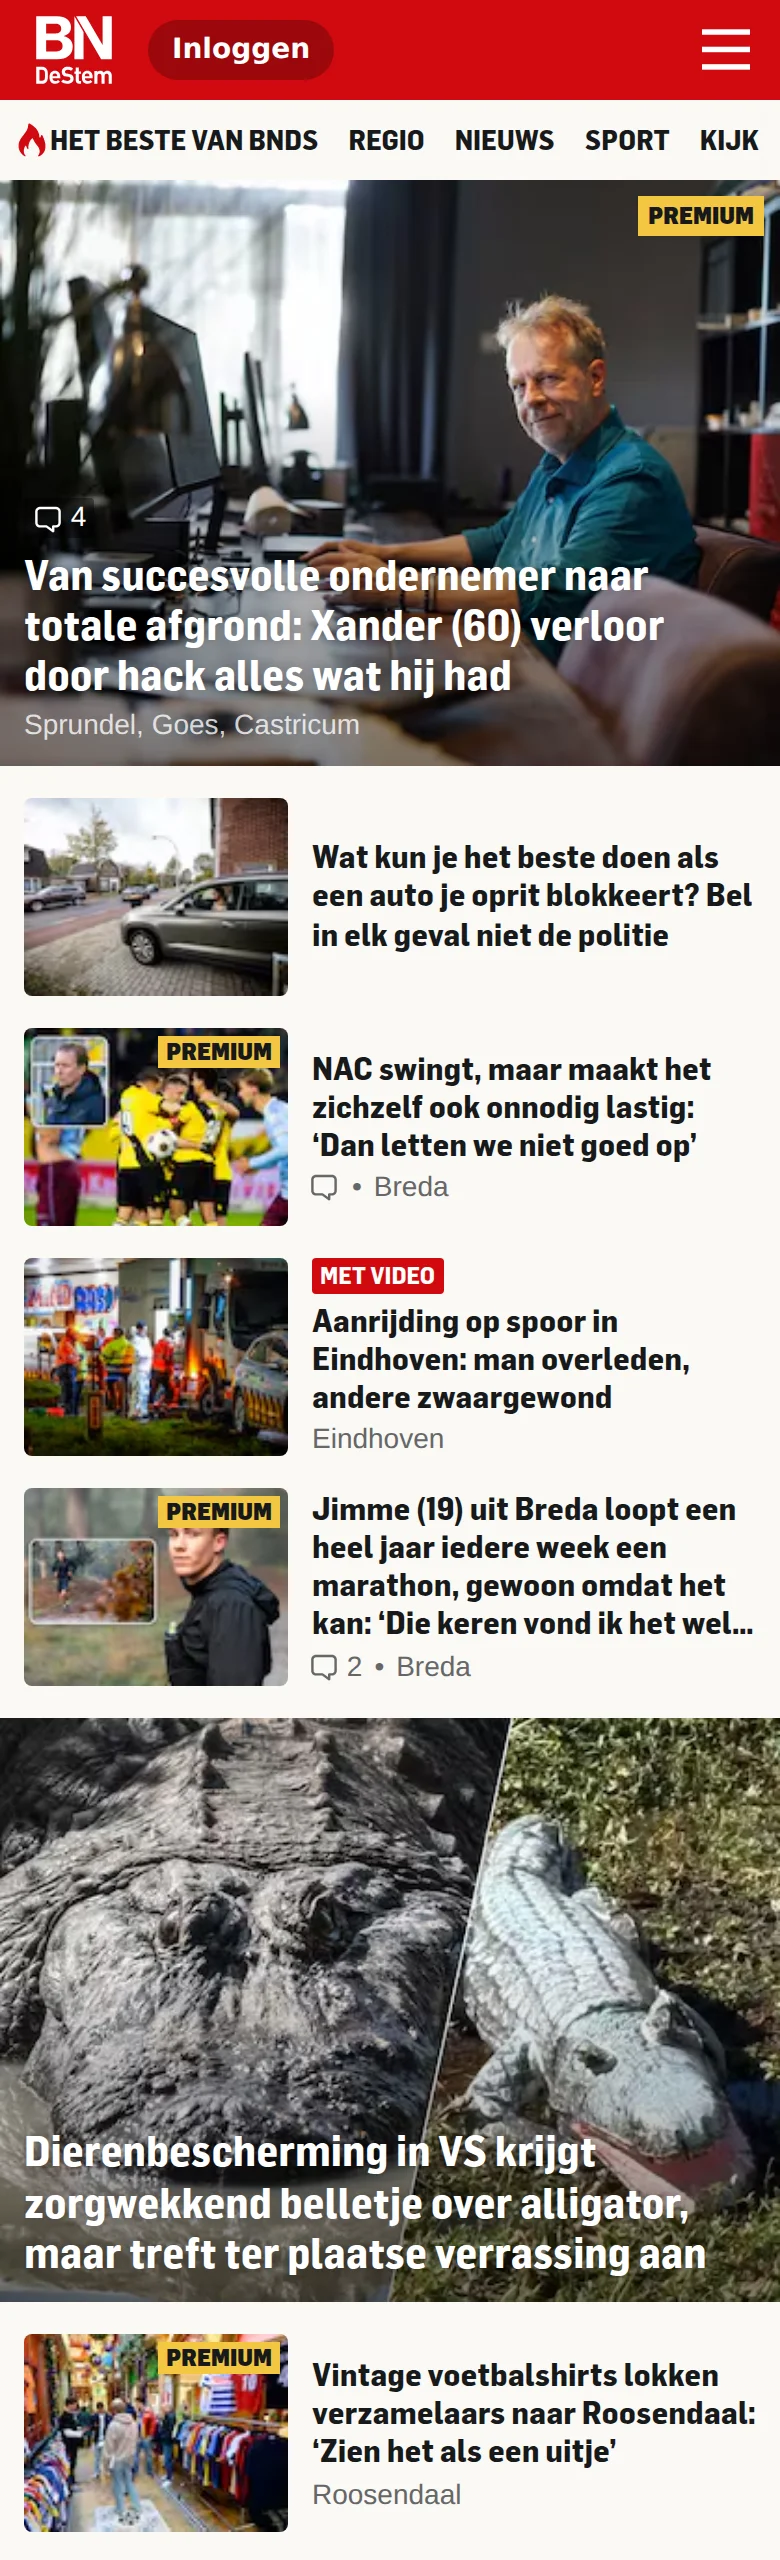 BN
DeStem
Inloggen
HET BESTE VAN BNDS REGIO NIEUWS SPORT KIJK
PREMIUM
4
Van succesvolle ondernemer naar
totale afgrond: Xander (60) verloor
door hack alles wat hij had
Sprundel, Goes, Castricum
Wat kun je het beste doen als
een auto je oprit blokkeert? Bel
in elk geval niet de politie
PREMIUM
NAC swingt, maar maakt het
zichzelf ook onnodig lastig:
‘Dan letten we niet goed op’
• Breda
MET VIDEO
Aanrijding op spoor in
Eindhoven: man overleden,
andere zwaargewond
Eindhoven
PREMIUM
Jimme (19) uit Breda loopt een
heel jaar iedere week een
marathon, gewoon omdat het
kan: ‘Die keren vond ik het wel...
2 • Breda
Dierenbescherming in VS krijgt
zorgwekkend belletje over alligator,
maar treft ter plaatse verrassing aan
PREMIUM
Vintage voetbalshirts lokken
verzamelaars naar Roosendaal:
‘Zien het als een uitje’
Roosendaal